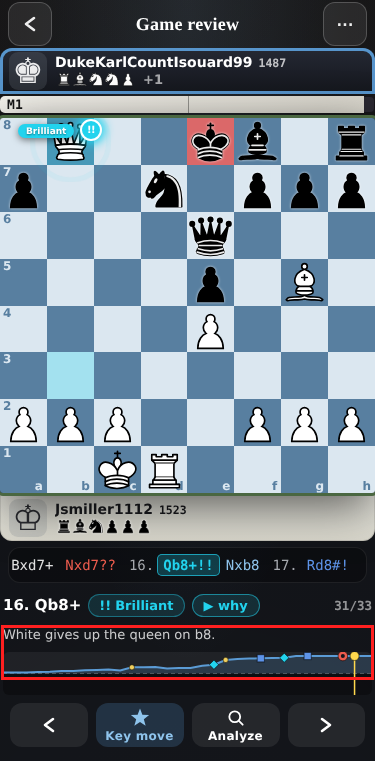 Game review
DukeKarlCountIsouard99 1487
+1
M1
Brilliant !!
8
7
6
5
4
3
2
1
a b c d e f g h
Jsmiller1112 1523
Bxd7+ Nxd7?? 16. Qb8+!! Nxb8 17. Rd8#!
16. Qb8+ !! Brilliant ▶ why 31/33
White gives up the queen on b8.
Key move
Analyze